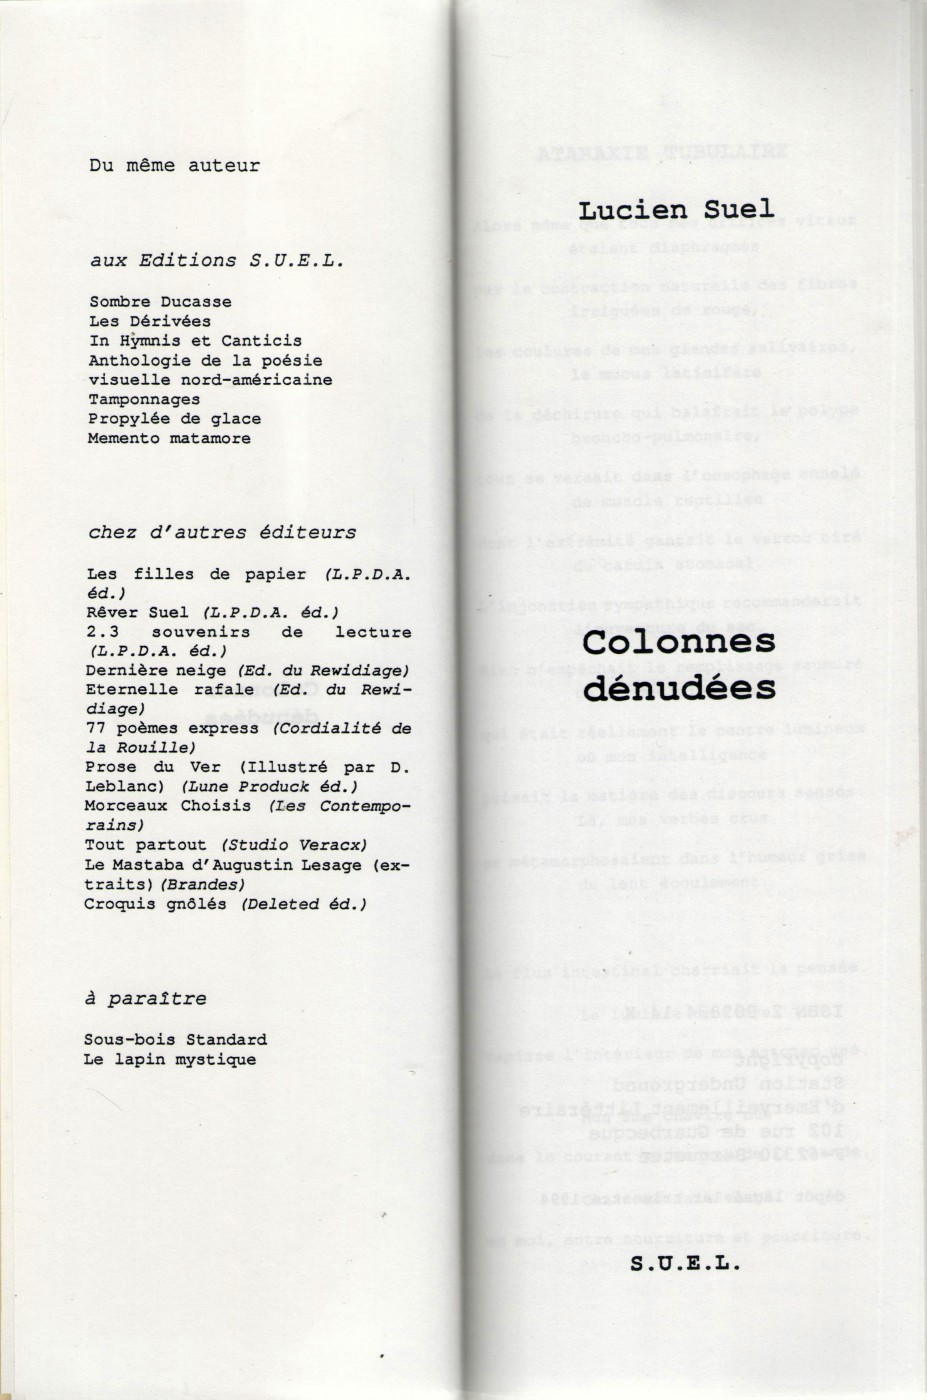 Du même auteur
aux Editions S.U.E.L.
Sombre Ducasse
Les Dérivées
In Hymnis et Canticis
Anthologie de la poésie
visuelle nord-américaine
Tamponnages
Propylée de glace
Memento matamore
chez d'autres éditeurs
Les filles de papier (L.P.D.A.
éd.)
Rêver Suel (L.P.D.A. éd.)
2.3 souvenirs de lecture
(L.P.D.A. éd.)
Dernière neige (Ed. du Rewidiage)
Eternelle rafale (Ed. du Rewi-
diage)
77 poèmes express (Cordialité de
la Rouille)
Prose du Ver (Illustré par D.
Leblanc) (Lune Produck éd.)
Morceaux Choisis (Les Contempo-
rains)
Tout partout (Studio Veracx)
Le Mastaba d'Augustin Lesage (ex-
traits) (Brandes)
Croquis gnôlés (Deleted éd.)
à paraître
Sous-bois Standard
Le lapin mystique
Lucien Suel
Colonnes
dénudées
S.U.E.L.